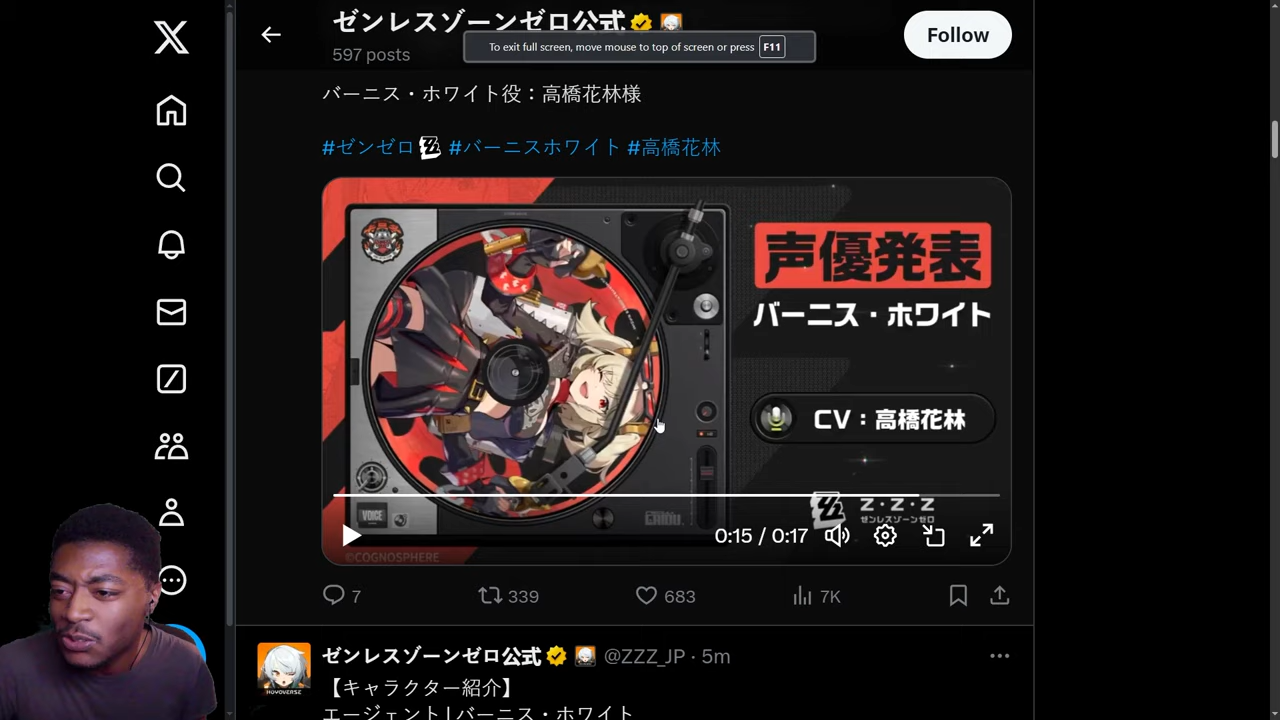 ゼンレスゾーンゼロ公式
597 posts
To exit full screen, move mouse to top of screen or press F11
Follow
バーニス・ホワイト役：高橋花林様
#ゼンゼロ #バーニスホワイト #高橋花林
声優発表
バーニス・ホワイト
CV：高橋花林
VOICE
Z・Z・Z
ゼンレスゾーンゼロ
0:15 / 0:17
©COGNOSPHERE
7
339
683
7K
ゼンレスゾーンゼロ公式 @ZZZ_JP · 5m
HOYOVERSE
【キャラクター紹介】
エージェント | バーニス・ホワイト